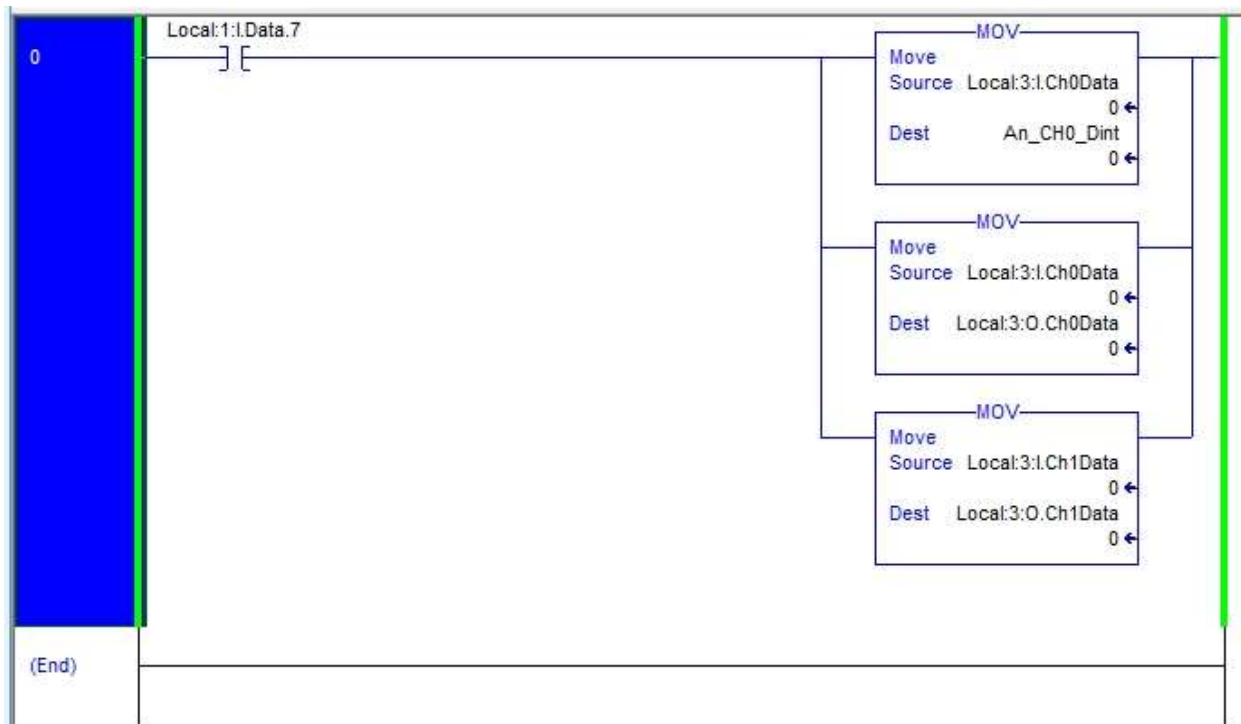 Local:1:I.Data.7
0
MOV
Move
Source Local:3:I.Ch0Data
0
Dest An_CH0_Dint
0
MOV
Move
Source Local:3:I.Ch0Data
0
Dest Local:3:O.Ch0Data
0
MOV
Move
Source Local:3:I.Ch1Data
0
Dest Local:3:O.Ch1Data
0
(End)